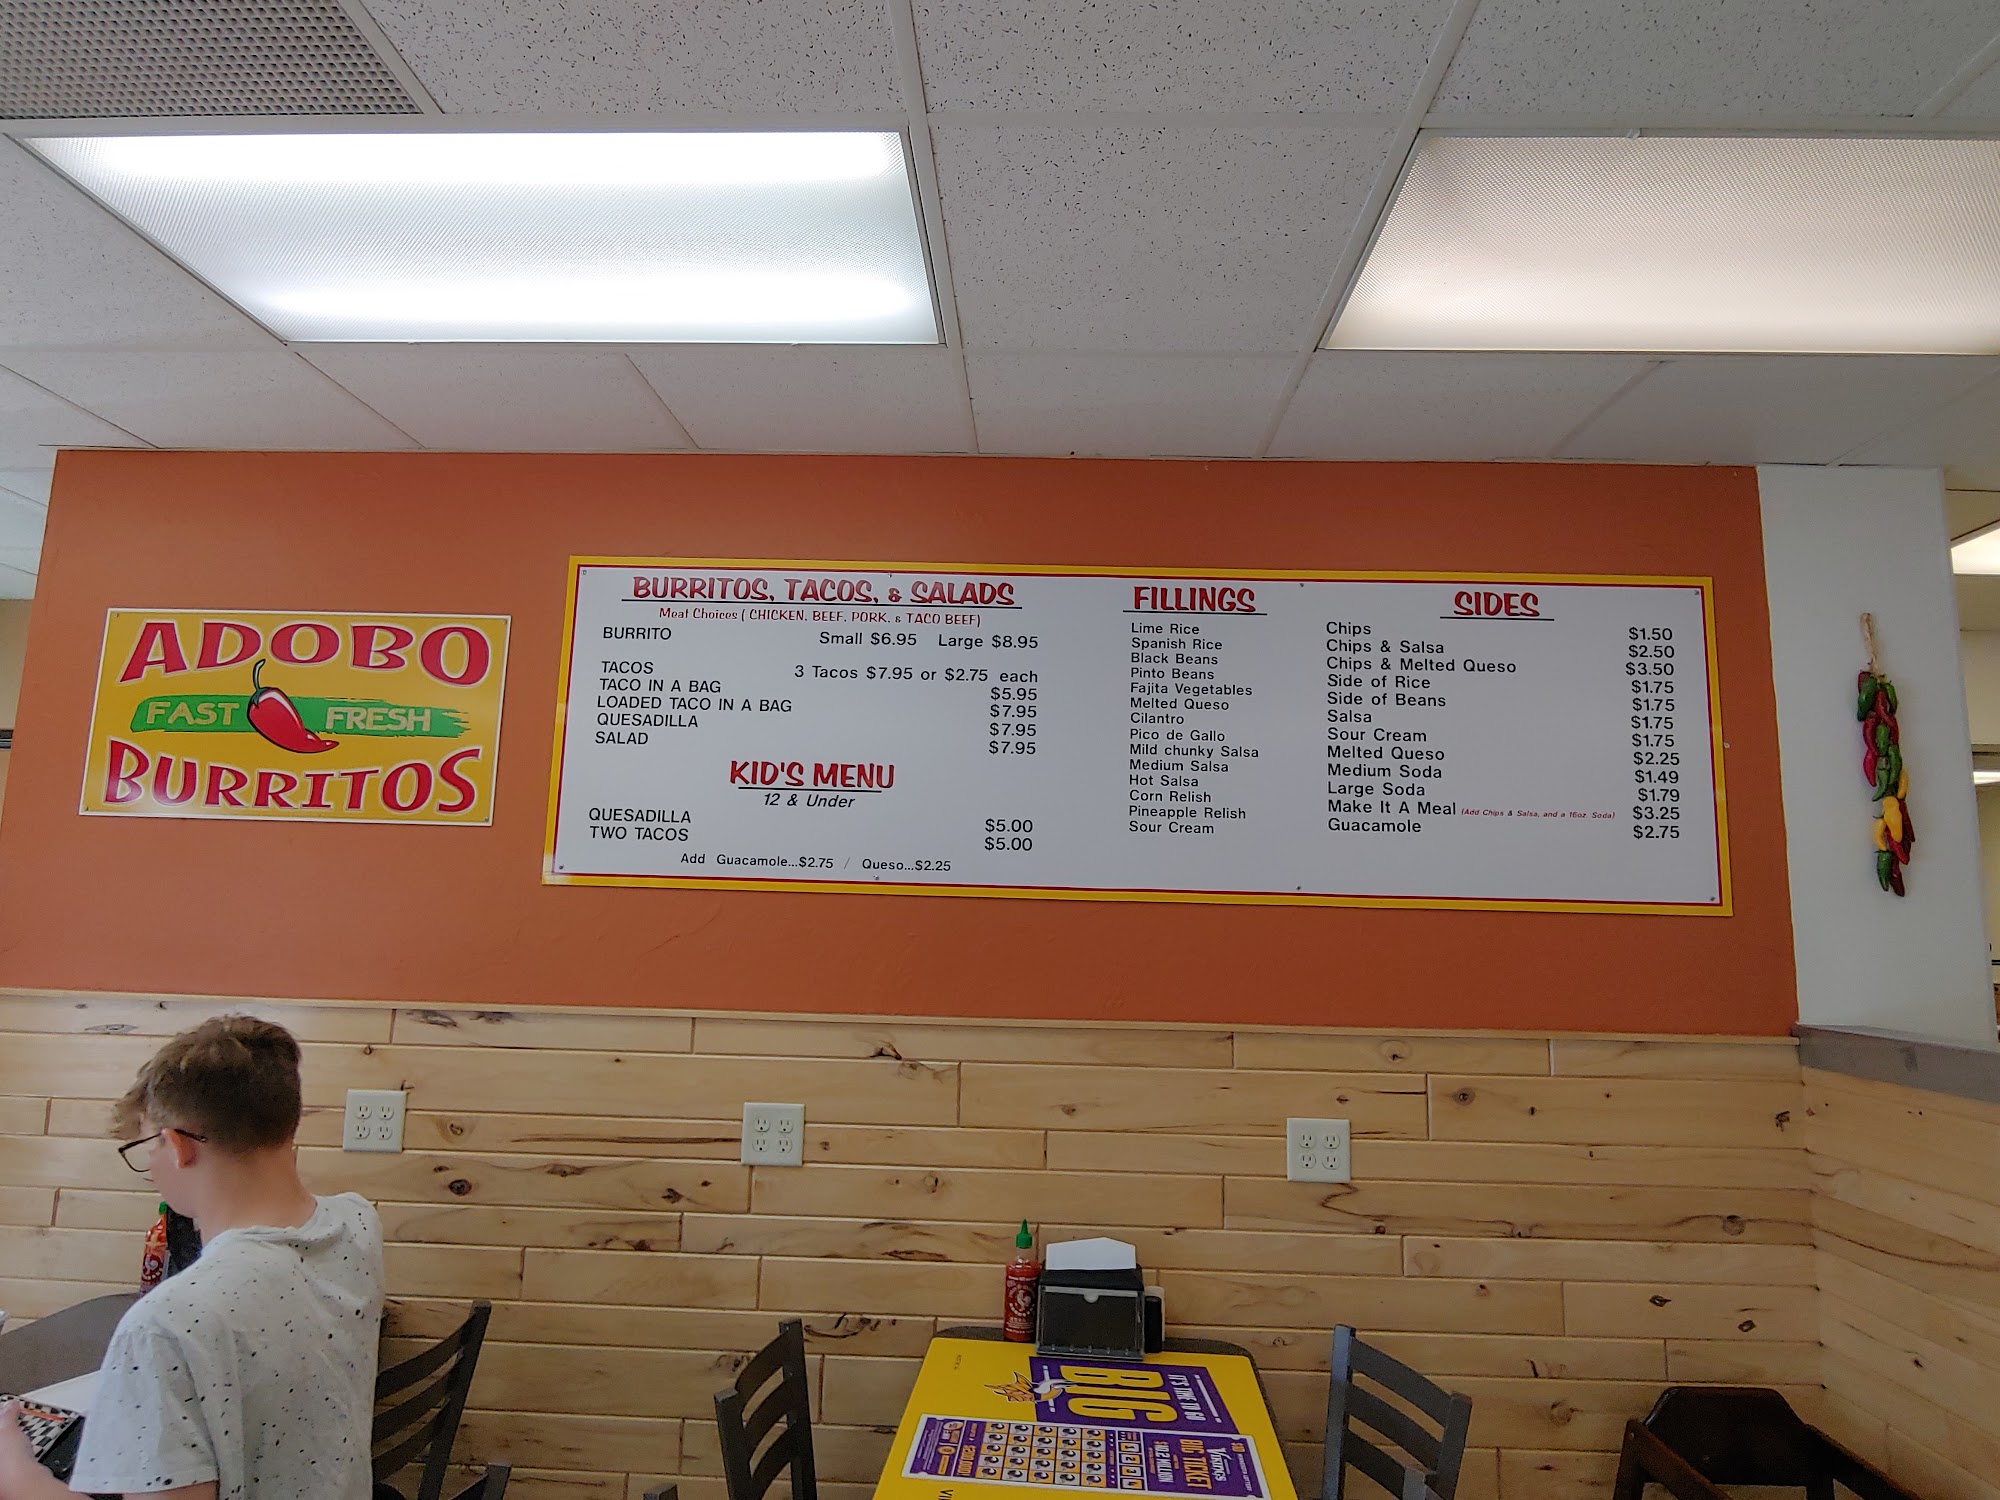 ADOBO
FAST FRESH
BURRITOS
BURRITOS, TACOS, & SALADS
Meat Choices ( CHICKEN, BEEF, PORK, & TACO BEEF)
BURRITO Small $6.95 Large $8.95
TACOS 3 Tacos $7.95 or $2.75 each
TACO IN A BAG $5.95
LOADED TACO IN A BAG $7.95
QUESADILLA $7.95
SALAD $7.95
KID'S MENU
12 & Under
QUESADILLA $5.00
TWO TACOS $5.00
Add Guacamole...$2.75 / Queso...$2.25
FILLINGS
Lime Rice
Spanish Rice
Black Beans
Pinto Beans
Fajita Vegetables
Melted Queso
Cilantro
Pico de Gallo
Mild chunky Salsa
Medium Salsa
Hot Salsa
Corn Relish
Pineapple Relish
Sour Cream
SIDES
Chips $1.50
Chips & Salsa $2.50
Chips & Melted Queso $3.50
Side of Rice $1.75
Side of Beans $1.75
Salsa $1.75
Sour Cream $1.75
Melted Queso $2.25
Medium Soda $1.49
Large Soda $1.79
Make It A Meal (Add Chips & Salsa, and a 16oz Soda) $3.25
Guacamole $2.75
IT'S TIME TO GO
BIG
Vikings
BIG TICKET